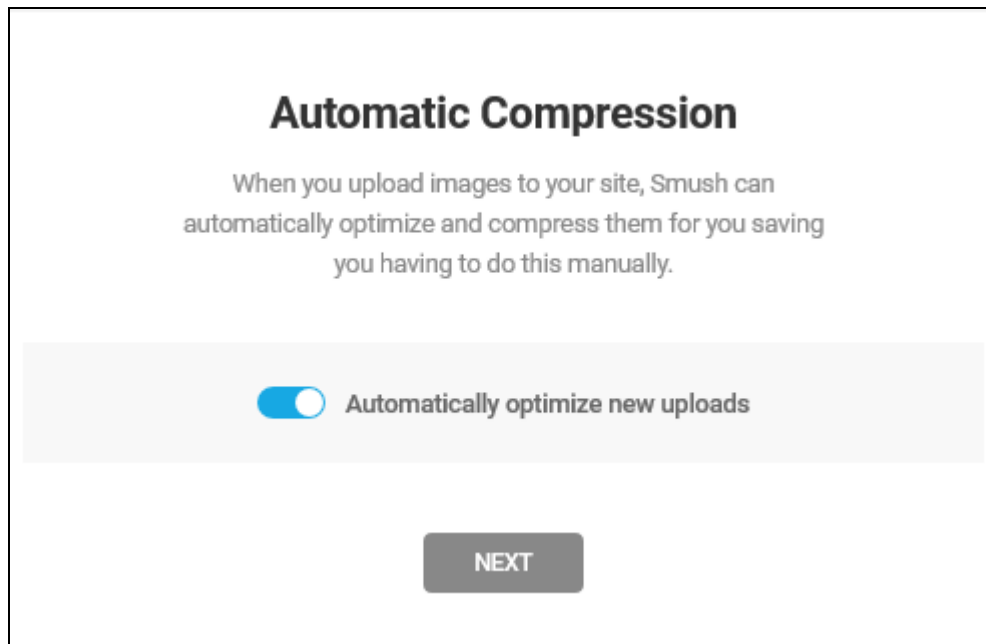 Automatic Compression
When you upload images to your site, Smush can
automatically optimize and compress them for you saving
you having to do this manually.
Automatically optimize new uploads
NEXT